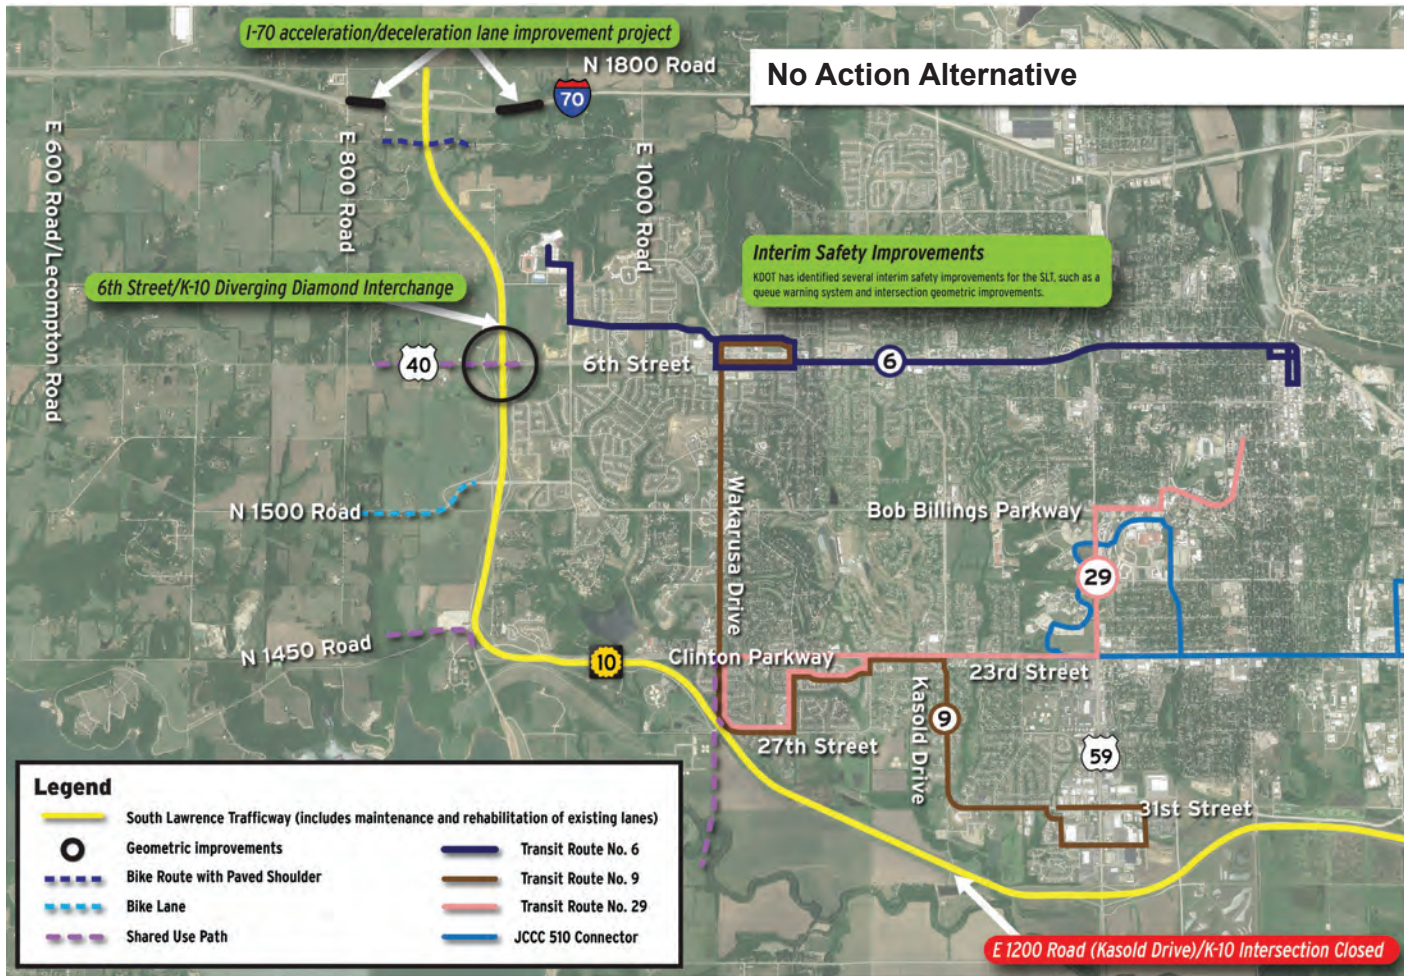 I-70 acceleration/deceleration lane improvement project
N 1800 Road
No Action Alternative
70
E 600 Road/Lecompton Road
E 800 Road
E 1000 Road
Interim Safety Improvements
KDOT has identified several interim safety improvements for the SLT, such as a
queue warning system and intersection geometric improvements.
6th Street/K-10 Diverging Diamond Interchange
40
6th Street
6
N 1500 Road
Wakarusa Drive
Bob Billings Parkway
29
N 1450 Road
10
Clinton Parkway
23rd Street
Kasold Drive
9
27th Street
59
31st Street
Legend
South Lawrence Trafficway (includes maintenance and rehabilitation of existing lanes)
Geometric improvements
Transit Route No. 6
Bike Route with Paved Shoulder
Transit Route No. 9
Bike Lane
Transit Route No. 29
Shared Use Path
JCCC 510 Connector
E 1200 Road (Kasold Drive)/K-10 Intersection Closed